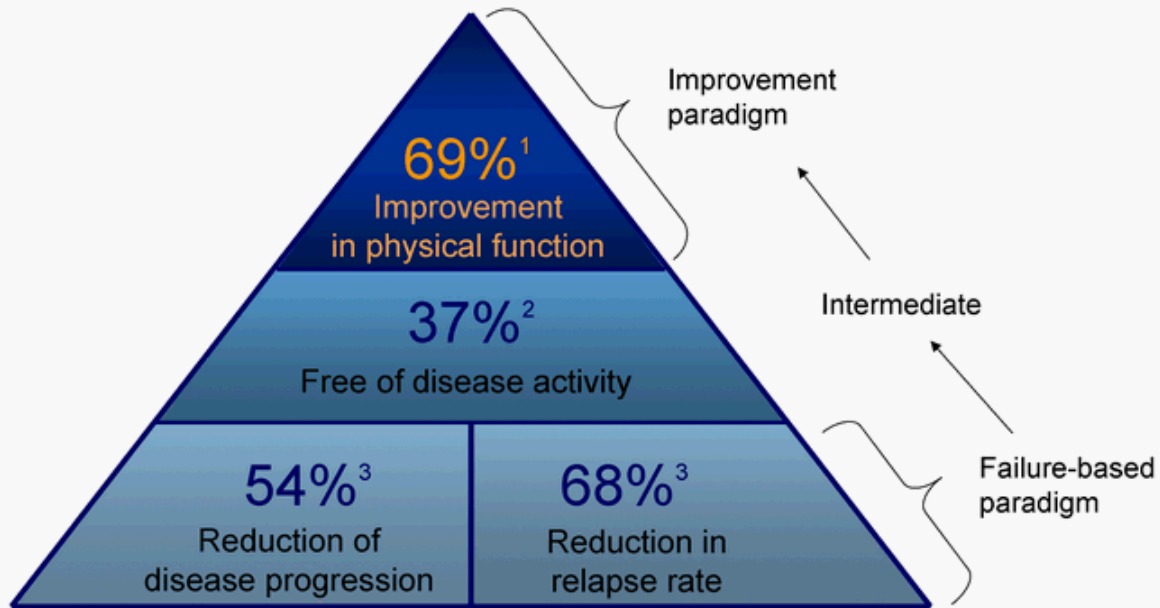 69%1
Improvement
in physical function
37%2
Free of disease activity
54%3
Reduction of
disease progression
68%3
Reduction in
relapse rate
Improvement
paradigm
Intermediate
Failure-based
paradigm